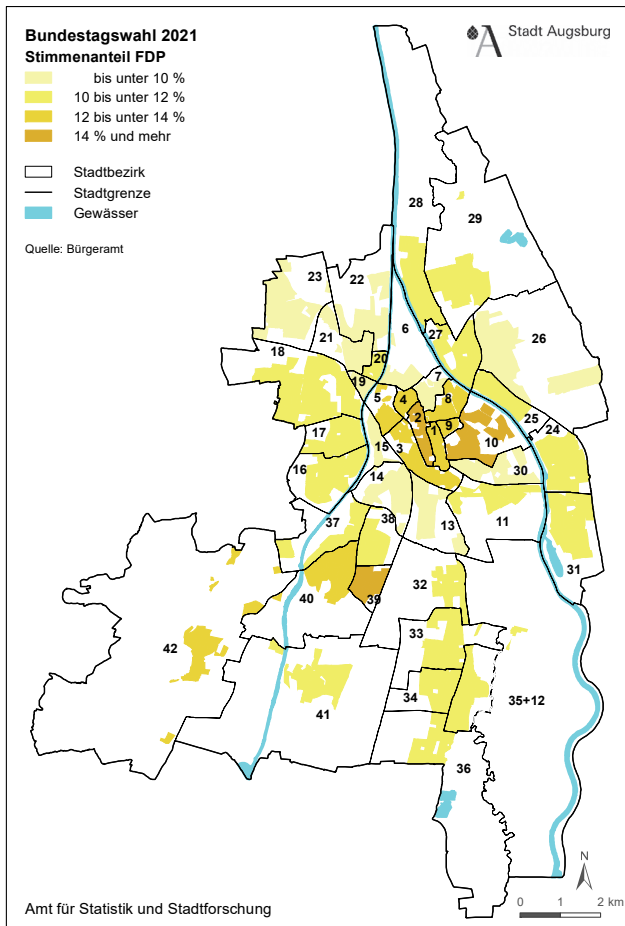 Bundestagswahl 2021
Stimmenanteil FDP
bis unter 10 %
10 bis unter 12 %
12 bis unter 14 %
14 % und mehr
Stadtbezirk
Stadtgrenze
Gewässer
Quelle: Bürgeramt
Stadt Augsburg
28
29
23
22
6
27
26
21
18
20
19
7
5
4
8
2
1
9
10
25
24
17
15
3
30
16
14
37
38
13
11
31
32
40
39
33
42
34
35+12
41
36
N
0 1 2 km
Amt für Statistik und Stadtforschung